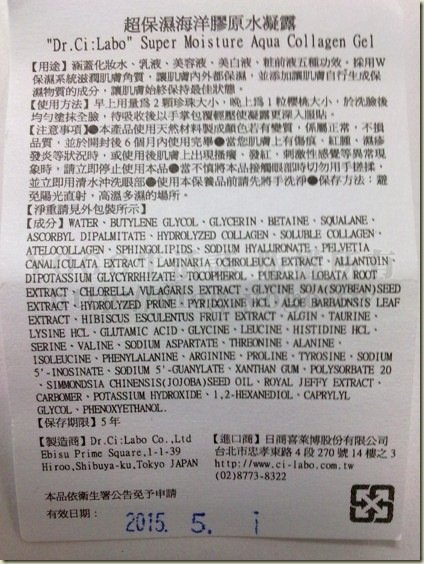 超保濕海洋膠原水凝露
"Dr.Ci:Labo" Super Moisture Aqua Collagen Gel
【用途】涵蓋化妝水、乳液、美容液、美白液、粧前液五種功效。採用W
保濕系統滋潤肌膚角質，讓肌膚內外都保濕，並添加讓肌膚自行生成保
濕物質的成分，讓肌膚始終保持最佳狀態。
【使用方法】早上用量為2顆珍珠大小，晚上為1粒櫻桃大小，於洗臉後
均勻塗抹全臉，待吸收後以手掌包覆輕壓使凝露更深入服貼。
【注意事項】●本產品使用天然材料製成顏色若有變質，係屬正常，不損
品質，並於開封後6個月內使用完畢●當您肌膚上有傷痕、紅腫、濕疹
發炎等狀況時，或使用後肌膚上出現搔癢、發紅、刺激性感覺等異常現
象時，請立即停止使用本品●當不慎將本品接觸眼部時切勿用手搓揉，
並立即用清水沖洗眼部●使用本保養品前請先將手洗淨●保存方法：避
免陽光直射，高溫多濕的場所。
【淨重請見外包裝所示】
【成分】WATER、BUTYLENE GLYCOL、GLYCERIN、BETAINE、SQUALANE、
ASCORBYL DIPALMITATE、HYDROLYZED COLLAGEN、SOLUBLE COLLAGEN、
ATELOCOLLAGEN、SPHINGOLIPIDS、SODIUM HYALURONATE、PELVETIA
CANALICULATA EXTRACT、LAMINARIA OCHROLEUCA EXTRACT、ALLANTOIN、
DIPOTASSIUM GLYCYRRHIZATE、TOCOPHEROL、PUERARIA LOBATA ROOT
EXTRACT、CHLORELLA VULAGARIS EXTRACT、GLYCINE SOJA(SOYBEAN)SEED
EXTRACT、HYDROLYZED PRUNE、PYRIDOXINE HCL、ALOE BARBADNSIS LEAF
EXTRACT、HIBISCUS ESCULENTUS FRUIT EXTRACT、ALGIN、TAURINE、
LYSINE HCL、GLUTAMIC ACID、GLYCINE、LEUCINE、HISTIDINE HCL、
SERINE、VALINE、SODIUM ASPARTATE、THREONINE、ALANINE、
ISOLEUCINE、PHENYLALANINE、ARGININE、PROLINE、TYROSINE、SODIUM
5'-INOSINATE、SODIUM 5'-GUANYLATE、XANTHAN GUM、POLYSORBATE 20
、SIMMONDSIA CHINENSIS(JOJOBA)SEED OIL、ROYAL JEFFY EXTRACT、
CARBOMER、POTASSIUM HYDROXIDE、1,2-HEXANEDIOL、CAPRYLYL
GLYCOL、PHENOXYETHANOL.
【保存期限】5年
【製造商】Dr.Ci:Labo Co.,Ltd
Ebisu Prime Square,1-1-39
Hiroo,Shibuya-ku,Tokyo JAPAN
【進口商】日商喜萊博股份有限公司
台北市忠孝東路4段270號14樓之3
http://www.ci-labo.com.tw
(02)8773-8322
本品依衛生署公告免予申請
有效日期：
2015. 5. 1